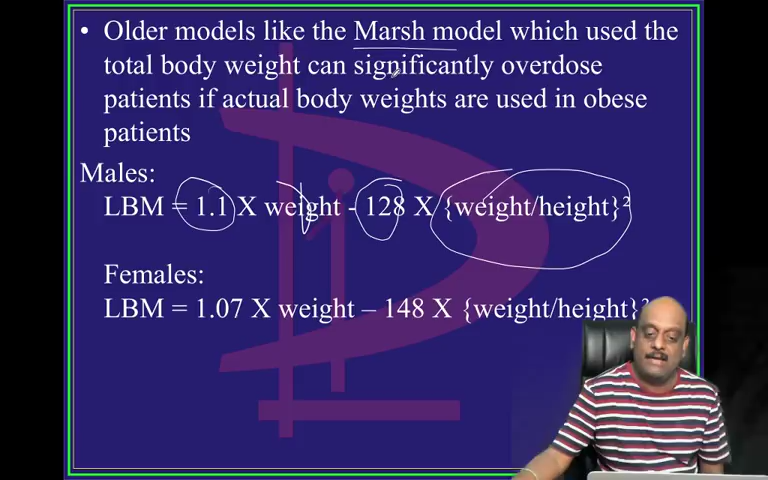 • Older models like the Marsh model which used the
total body weight can significantly overdose
patients if actual body weights are used in obese
patients
Males:
LBM = 1.1 X weight - 128 X {weight/height}²
Females:
LBM = 1.07 X weight – 148 X {weight/height}²